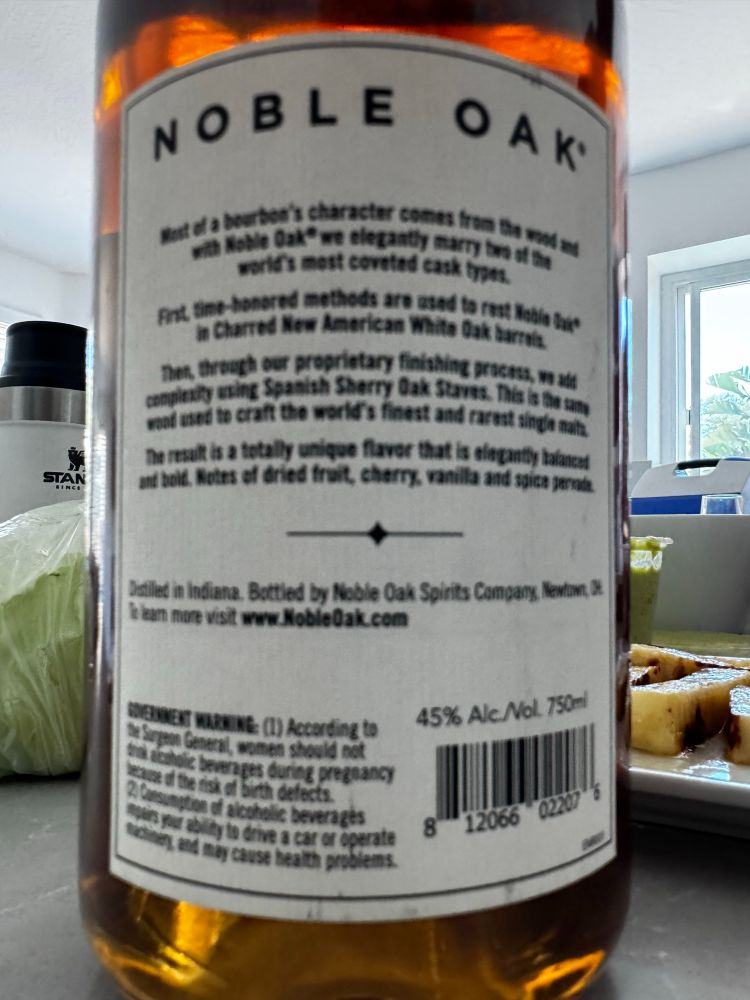 NOBLE OAK®
Most of a bourbon's character comes from the wood and
with Noble Oak® we elegantly marry two of the
world's most coveted cask types.
First, time-honored methods are used to rest Noble Oak®
in Charred New American White Oak barrels.
Then, through our proprietary finishing process, we add
complexity using Spanish Sherry Oak Staves. This is the same
wood used to craft the world's finest and rarest single malts.
The result is a totally unique flavor that is elegantly balanced
and bold. Notes of dried fruit, cherry, vanilla and spice pervade.
Distilled in Indiana. Bottled by Noble Oak Spirits Company, Newtown, OH.
To learn more visit www.NobleOak.com
GOVERNMENT WARNING: (1) According to
the Surgeon General, women should not
drink alcoholic beverages during pregnancy
because of the risk of birth defects.
(2) Consumption of alcoholic beverages
impairs your ability to drive a car or operate
machinery, and may cause health problems.
45% Alc./Vol. 750ml
8 12066 02207 6
STAN
SINCE